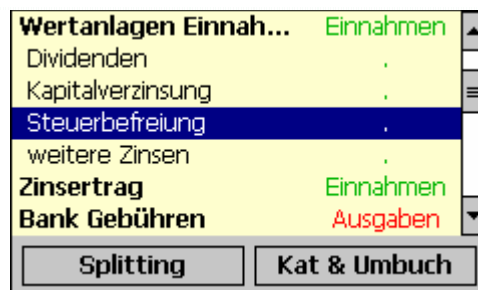 Wertanlagen Einnah... Einnahmen
Dividenden .
Kapitalverzinsung .
Steuerbefreiung .
weitere Zinsen .
Zinsertrag Einnahmen
Bank Gebühren Ausgaben
Splitting Kat & Umbuch